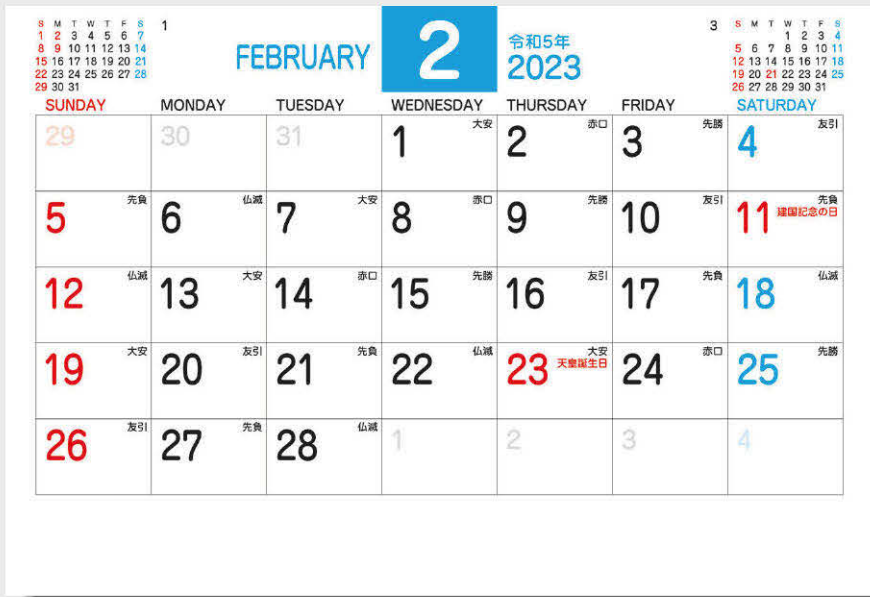 S M T W T F S
1 2 3 4 5 6 7
8 9 10 11 12 13 14
15 16 17 18 19 20 21
22 23 24 25 26 27 28
29 30 31
1
FEBRUARY
2
令和5年
2023
3
S M T W T F S
1 2 3 4
5 6 7 8 9 10 11
12 13 14 15 16 17 18
19 20 21 22 23 24 25
26 27 28 29 30 31
SUNDAY MONDAY TUESDAY WEDNESDAY THURSDAY FRIDAY SATURDAY
29 30 31 1 大安 2 赤口 3 先勝 4 友引
5 先負 6 仏滅 7 大安 8 赤口 9 先勝 10 友引 11 先負
建国記念の日
12 仏滅 13 大安 14 赤口 15 先勝 16 友引 17 先負 18 仏滅
19 大安 20 友引 21 先負 22 仏滅 23 大安 24 赤口 25 先勝
天皇誕生日
26 友引 27 先負 28 仏滅 1 2 3 4